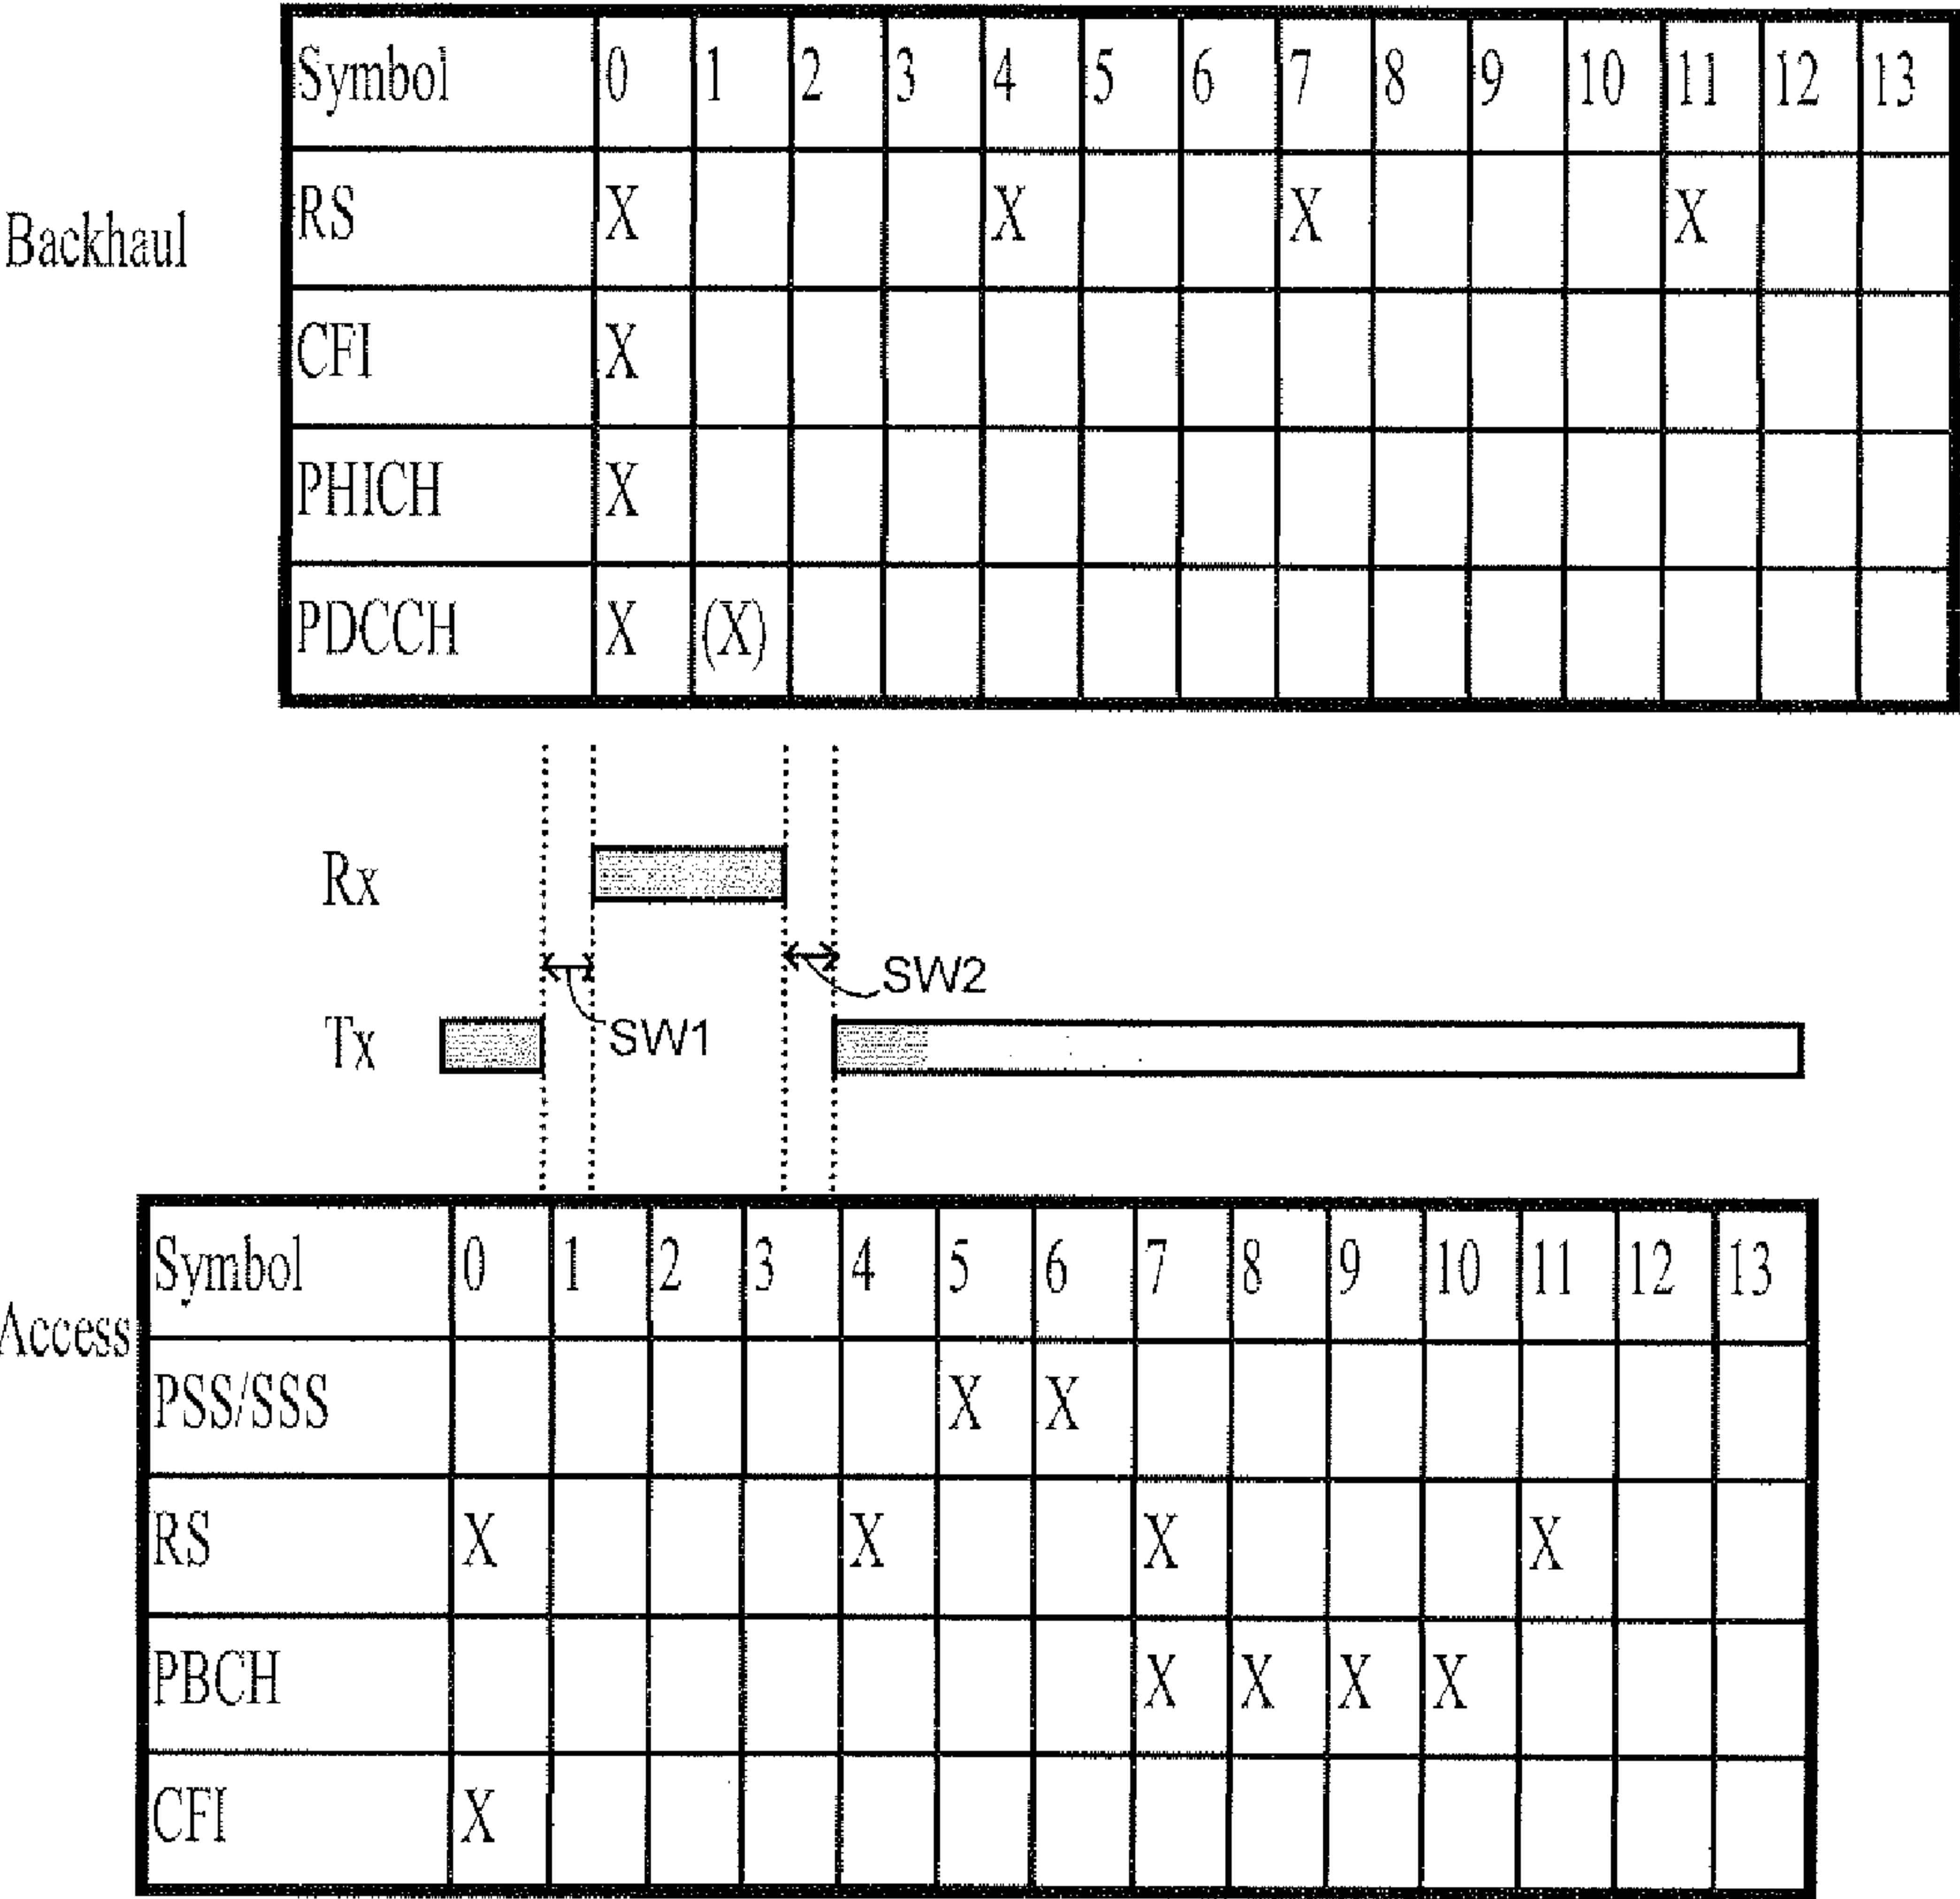 Symbol 0 1 2 3 4 5 6 7 8 9 10 11 12 13
RS X X X X
Backhaul
CFI X
PHICH X
PDCCH X (X)
Rx
SW2
Tx SW1
Symbol 0 1 2 3 4 5 6 7 8 9 10 11 12 13
Access
PSS/SSS X X
RS X X X X
PBCH X X X X
CFI X